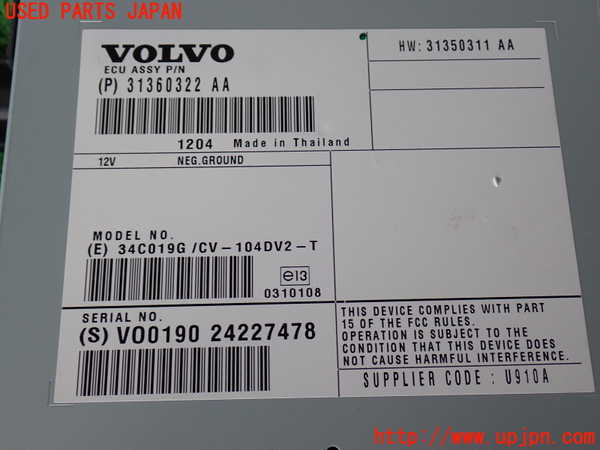 USED PARTS JAPAN
VOLVO
ECU ASSY P/N
(P) 31360322 AA
HW: 31350311 AA
1204 Made in Thailand
12V NEG.GROUND
MODEL NO.
(E) 34C019G /CV-104DV2-T
e13
0310108
SERIAL NO.
(S) VO0190 24227478
THIS DEVICE COMPLIES WITH PART
15 OF THE FCC RULES.
OPERATION IS SUBJECT TO THE
CONDITION THAT THIS DEVICE DOES
NOT CAUSE HARMFUL INTERFERENCE.
SUPPLIER CODE : U910A
http://www.upjpn.com/